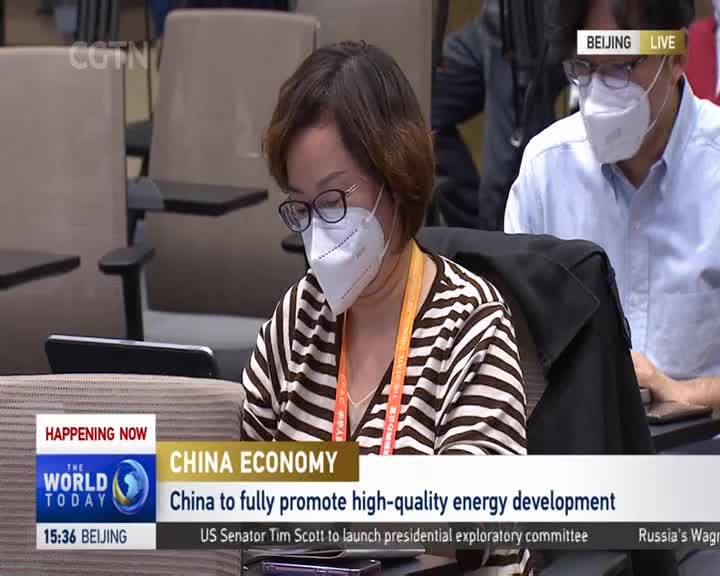 CGTN
BEIJING LIVE
HAPPENING NOW
THE
WORLD
TODAY
CHINA ECONOMY
China to fully promote high-quality energy development
15:36 BEIJING
US Senator Tim Scott to launch presidential exploratory committee
Russia's Wagr